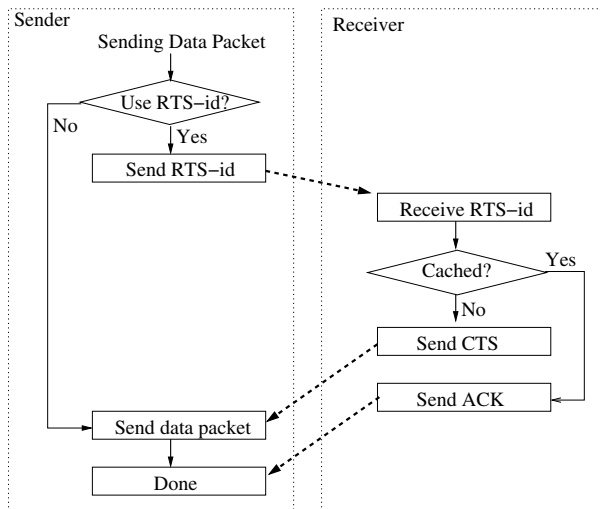 Sender
Sending Data Packet
Use RTS-id?
No
Yes
Send RTS-id
Send data packet
Done
Receiver
Receive RTS-id
Cached?
Yes
No
Send CTS
Send ACK